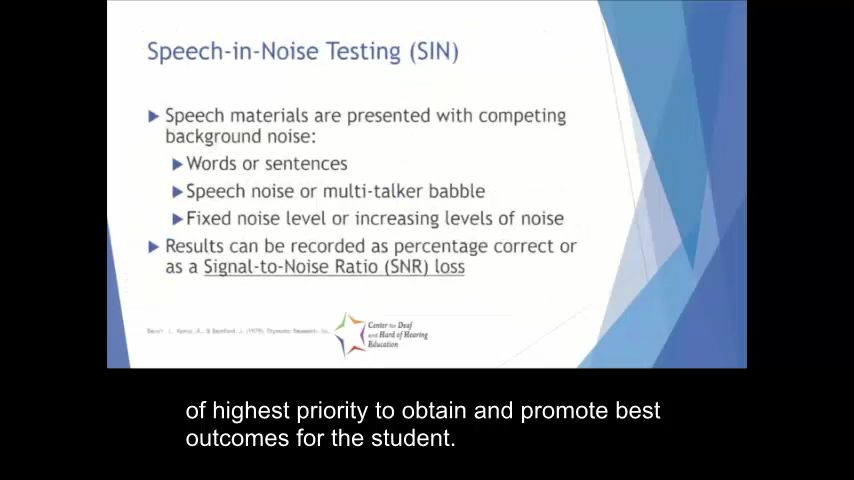 Speech-in-Noise Testing (SIN)
Speech materials are presented with competing
background noise:
Words or sentences
Speech noise or multi-talker babble
Fixed noise level or increasing levels of noise
Results can be recorded as percentage correct or
as a Signal-to-Noise Ratio (SNR) loss
Center for Deaf
and Hard of Hearing
Education
of highest priority to obtain and promote best
outcomes for the student.